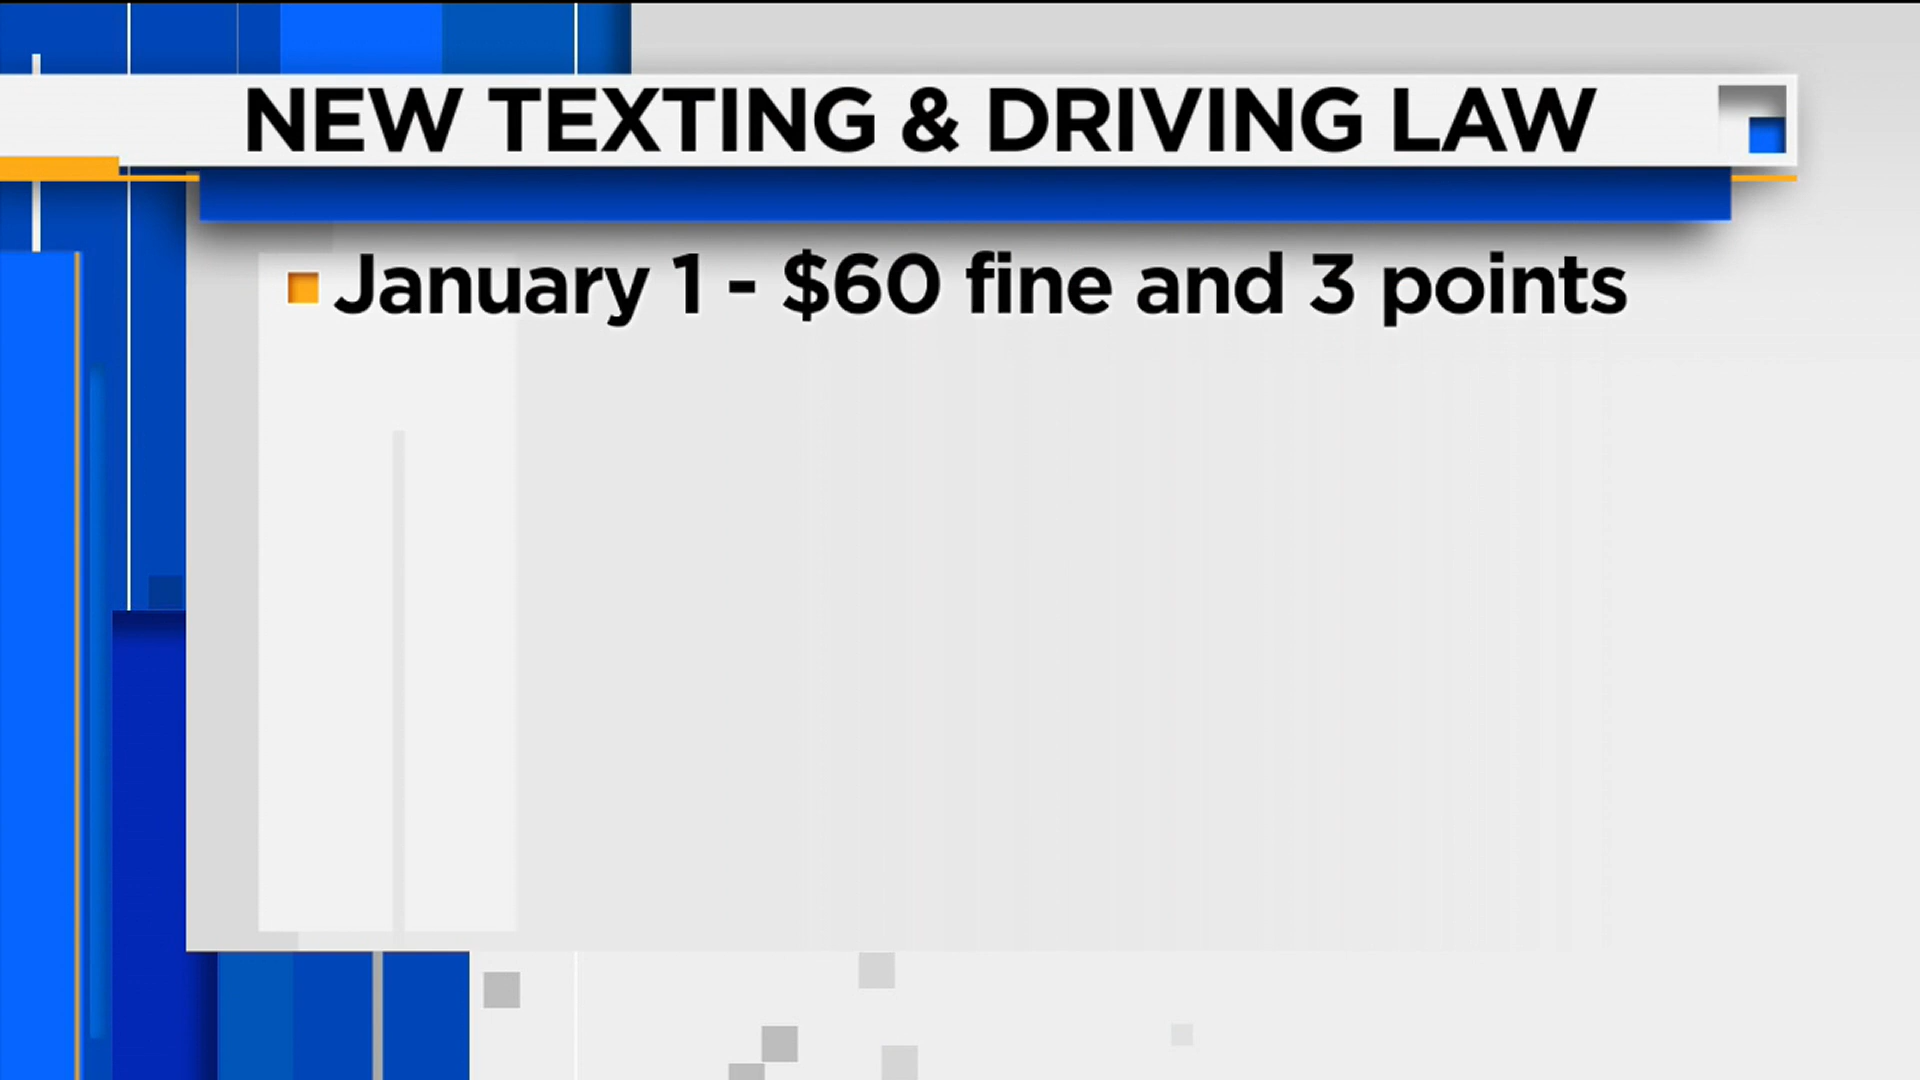 NEW TEXTING & DRIVING LAW
January 1 - $60 fine and 3 points